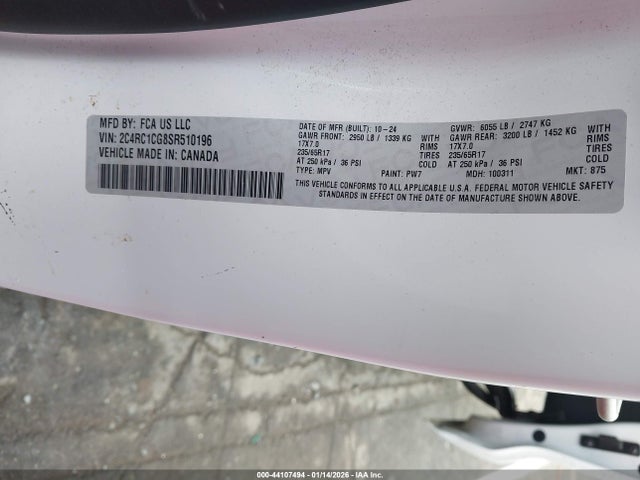 MFD BY: FCA US LLC
VIN: 2C4RC1CG8SR510196
VEHICLE MADE IN: CANADA
DATE OF MFR (BUILT): 10-24
GAWR FRONT: 2950 LB / 1339 KG WITH
17X7.0 RIMS
235/65R17 TIRES
AT 250 kPa / 36 PSI COLD
TYPE: MPV PAINT: PW7
GVWR: 6055 LB / 2747 KG
GAWR REAR: 3200 LB / 1452 KG WITH
17X7.0 RIMS
235/65R17 TIRES
AT 250 kPa / 36 PSI COLD
MDH: 100311 MKT: 875
THIS VEHICLE CONFORMS TO ALL APPLICABLE U.S.A. FEDERAL MOTOR VEHICLE SAFETY
STANDARDS IN EFFECT ON THE DATE OF MANUFACTURE SHOWN ABOVE.
000-44107494 - 01/14/2026 - IAA Inc.